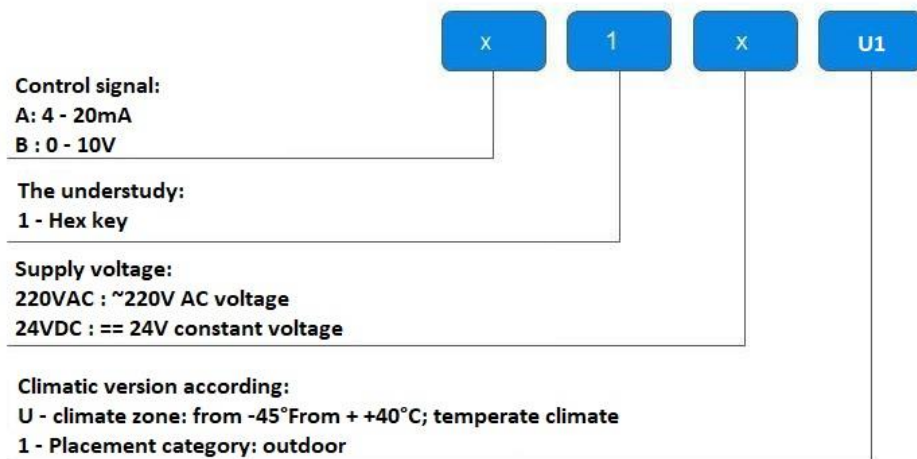 x 1 x U1
Control signal:
A: 4 - 20mA
B : 0 - 10V
The understudy:
1 - Hex key
Supply voltage:
220VAC : ~220V AC voltage
24VDC : == 24V constant voltage
Climatic version according:
U - climate zone: from -45°From + +40°C; temperate climate
1 - Placement category: outdoor